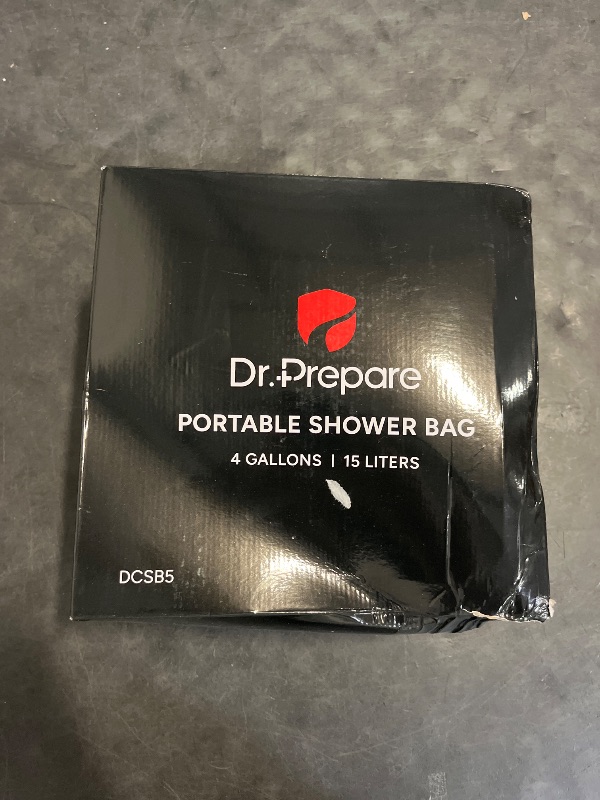 Dr.Prepare
PORTABLE SHOWER BAG
4 GALLONS | 15 LITERS
DCSB5